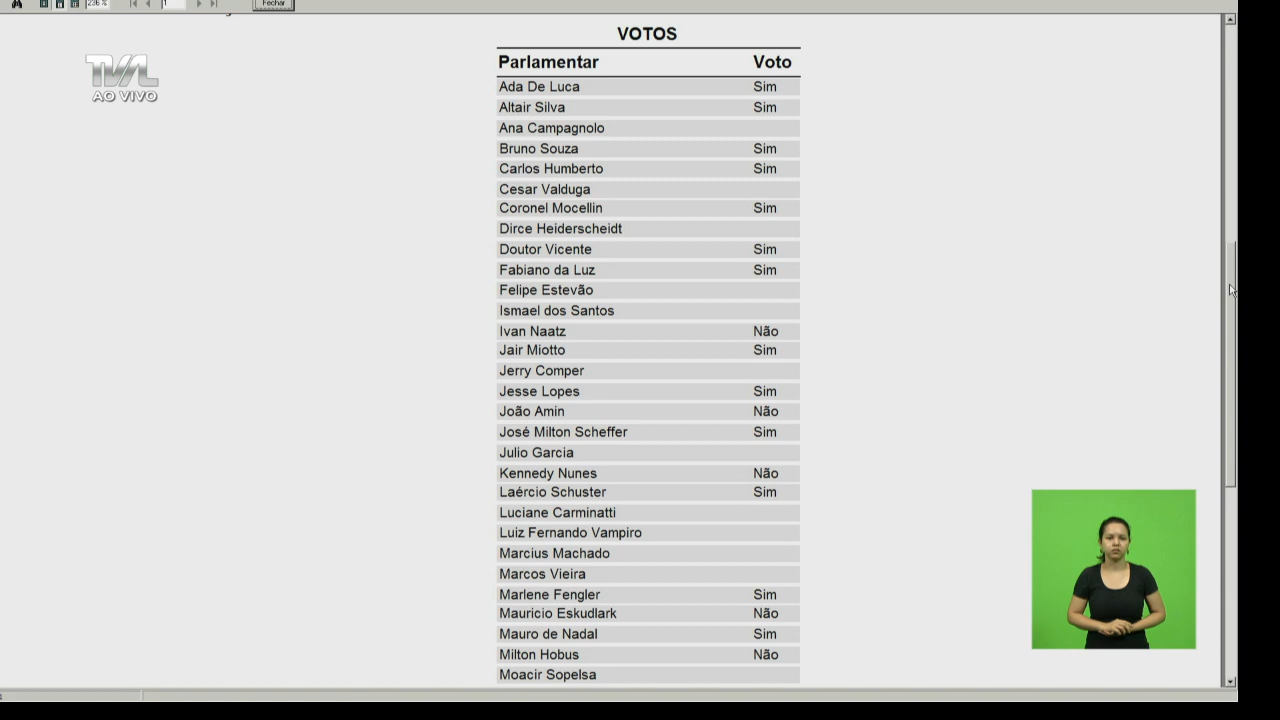 236 %
1
Fechar
VOTOS
Parlamentar Voto
TVAL
AO VIVO
Ada De Luca Sim
Altair Silva Sim
Ana Campagnolo
Bruno Souza Sim
Carlos Humberto Sim
Cesar Valduga
Coronel Mocellin Sim
Dirce Heiderscheidt
Doutor Vicente Sim
Fabiano da Luz Sim
Felipe Estevão
Ismael dos Santos
Ivan Naatz Não
Jair Miotto Sim
Jerry Comper
Jesse Lopes Sim
João Amin Não
José Milton Scheffer Sim
Julio Garcia
Kennedy Nunes Não
Laércio Schuster Sim
Luciane Carminatti
Luiz Fernando Vampiro
Marcius Machado
Marcos Vieira
Marlene Fengler Sim
Mauricio Eskudlark Não
Mauro de Nadal Sim
Milton Hobus Não
Moacir Sopelsa